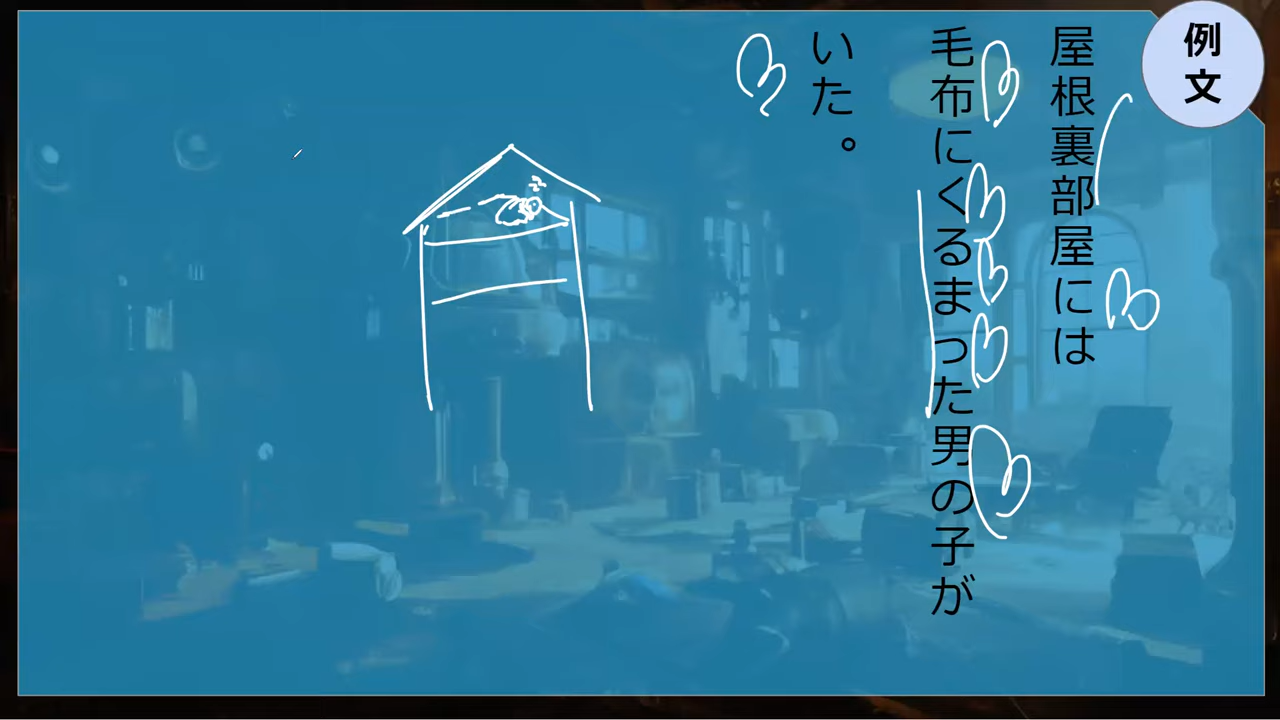 例文
屋根裏部屋には
毛布にくるまった男の子が
いた。